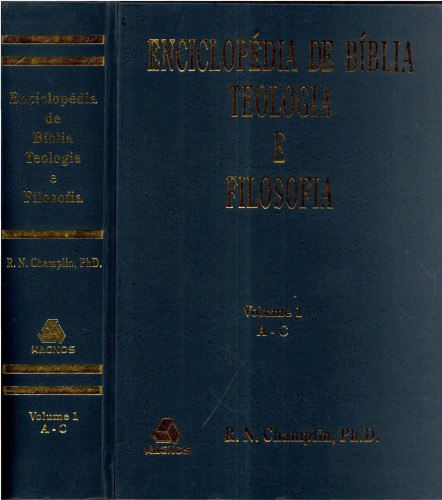 Enciclopédia
de
Bíblia
Teologia
e
Filosofia
R. N. Champlin, Ph.D.
HAGNOS
Volume 1
A - C
ENCICLOPÉDIA DE BÍBLIA
TEOLOGIA
E
FILOSOFIA
Volume 1
A - C
HAGNOS
R. N. Champlin, Ph.D.